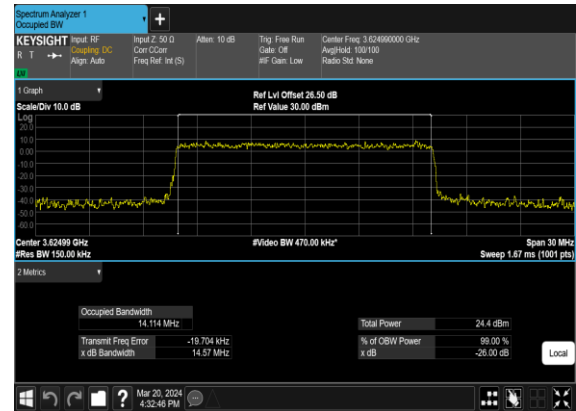 Spectrum Analyzer 1
Occupied BW
+
KEYSIGHT Input: RF Input Z: 50 Ω Atten: 10 dB Trig: Free Run Center Freq: 3.624990000 GHz
R T Coupling: DC Corr CCorr Gate: Off Avg|Hold: 100/100
Align: Auto Freq Ref: Int (S) #IF Gain: Low Radio Std: None
LXI
1 Graph Ref Lvl Offset 26.50 dB
Scale/Div 10.0 dB Ref Value 30.00 dBm
Log
20.0
10.0
0.00
-10.0
-20.0
-30.0
-40.0
-50.0
-60.0
Center 3.62499 GHz #Video BW 470.00 kHz* Span 30 MHz
#Res BW 150.00 kHz Sweep 1.67 ms (1001 pts)
2 Metrics
Occupied Bandwidth
14.114 MHz Total Power 24.4 dBm
Transmit Freq Error -19.704 kHz % of OBW Power 99.00 %
x dB Bandwidth 14.57 MHz x dB -26.00 dB
Local
? Mar 20, 2024
4:32:46 PM